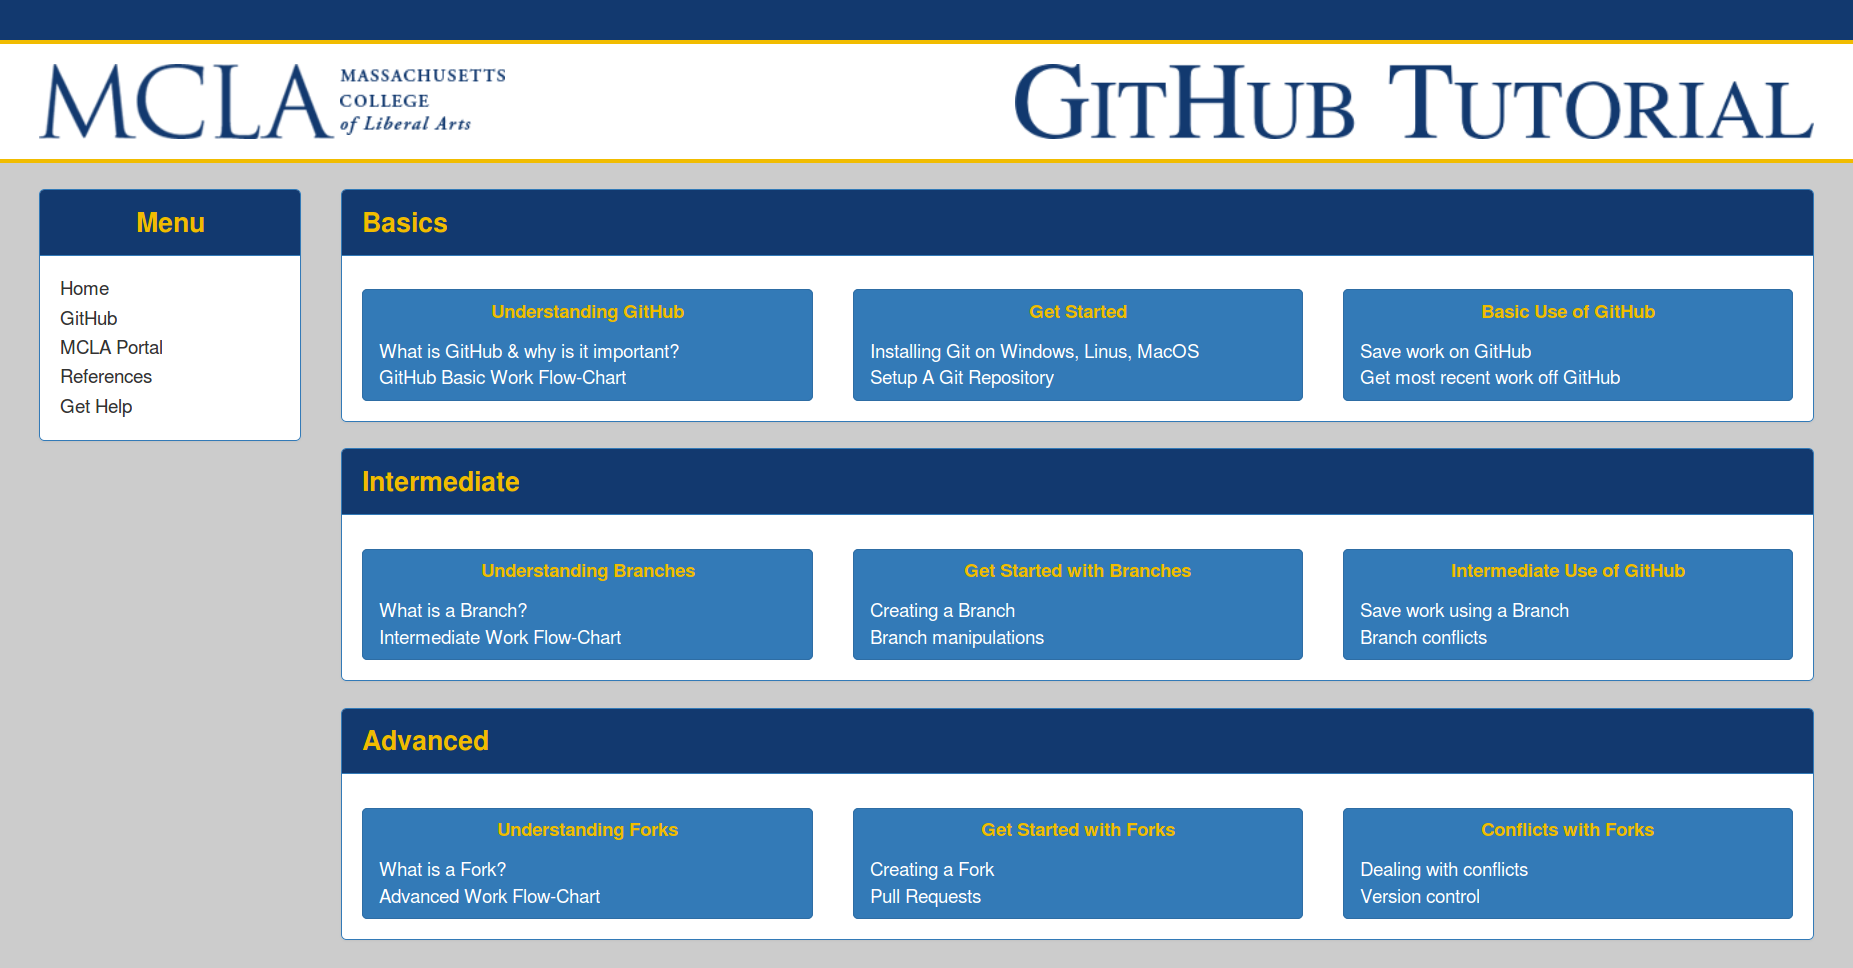 MCLA
MASSACHUSETTS
COLLEGE
of Liberal Arts
GITHUB TUTORIAL
Menu
Home
GitHub
MCLA Portal
References
Get Help
Basics
Understanding GitHub
What is GitHub & why is it important?
GitHub Basic Work Flow-Chart
Get Started
Installing Git on Windows, Linus, MacOS
Setup A Git Repository
Basic Use of GitHub
Save work on GitHub
Get most recent work off GitHub
Intermediate
Understanding Branches
What is a Branch?
Intermediate Work Flow-Chart
Get Started with Branches
Creating a Branch
Branch manipulations
Intermediate Use of GitHub
Save work using a Branch
Branch conflicts
Advanced
Understanding Forks
What is a Fork?
Advanced Work Flow-Chart
Get Started with Forks
Creating a Fork
Pull Requests
Conflicts with Forks
Dealing with conflicts
Version control